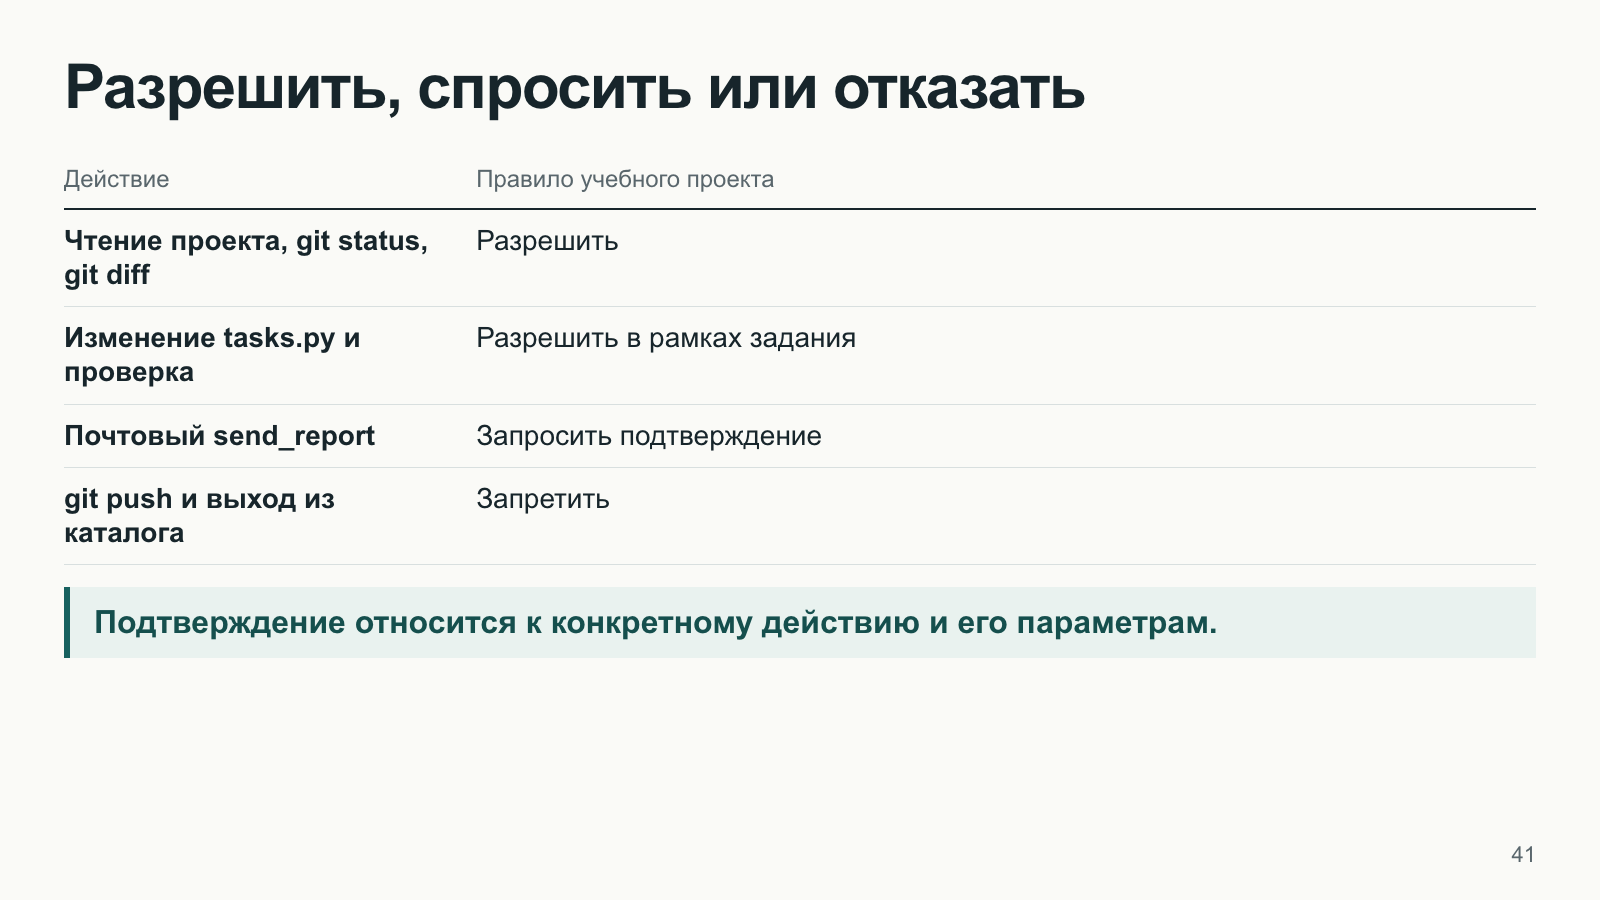 Разрешить, спросить или отказать
Действие
Правило учебного проекта
Чтение проекта, git status,
git diff
Разрешить
Изменение tasks.py и
проверка
Разрешить в рамках задания
Почтовый send_report
Запросить подтверждение
git push и выход из
каталога
Запретить
Подтверждение относится к конкретному действию и его параметрам.
41